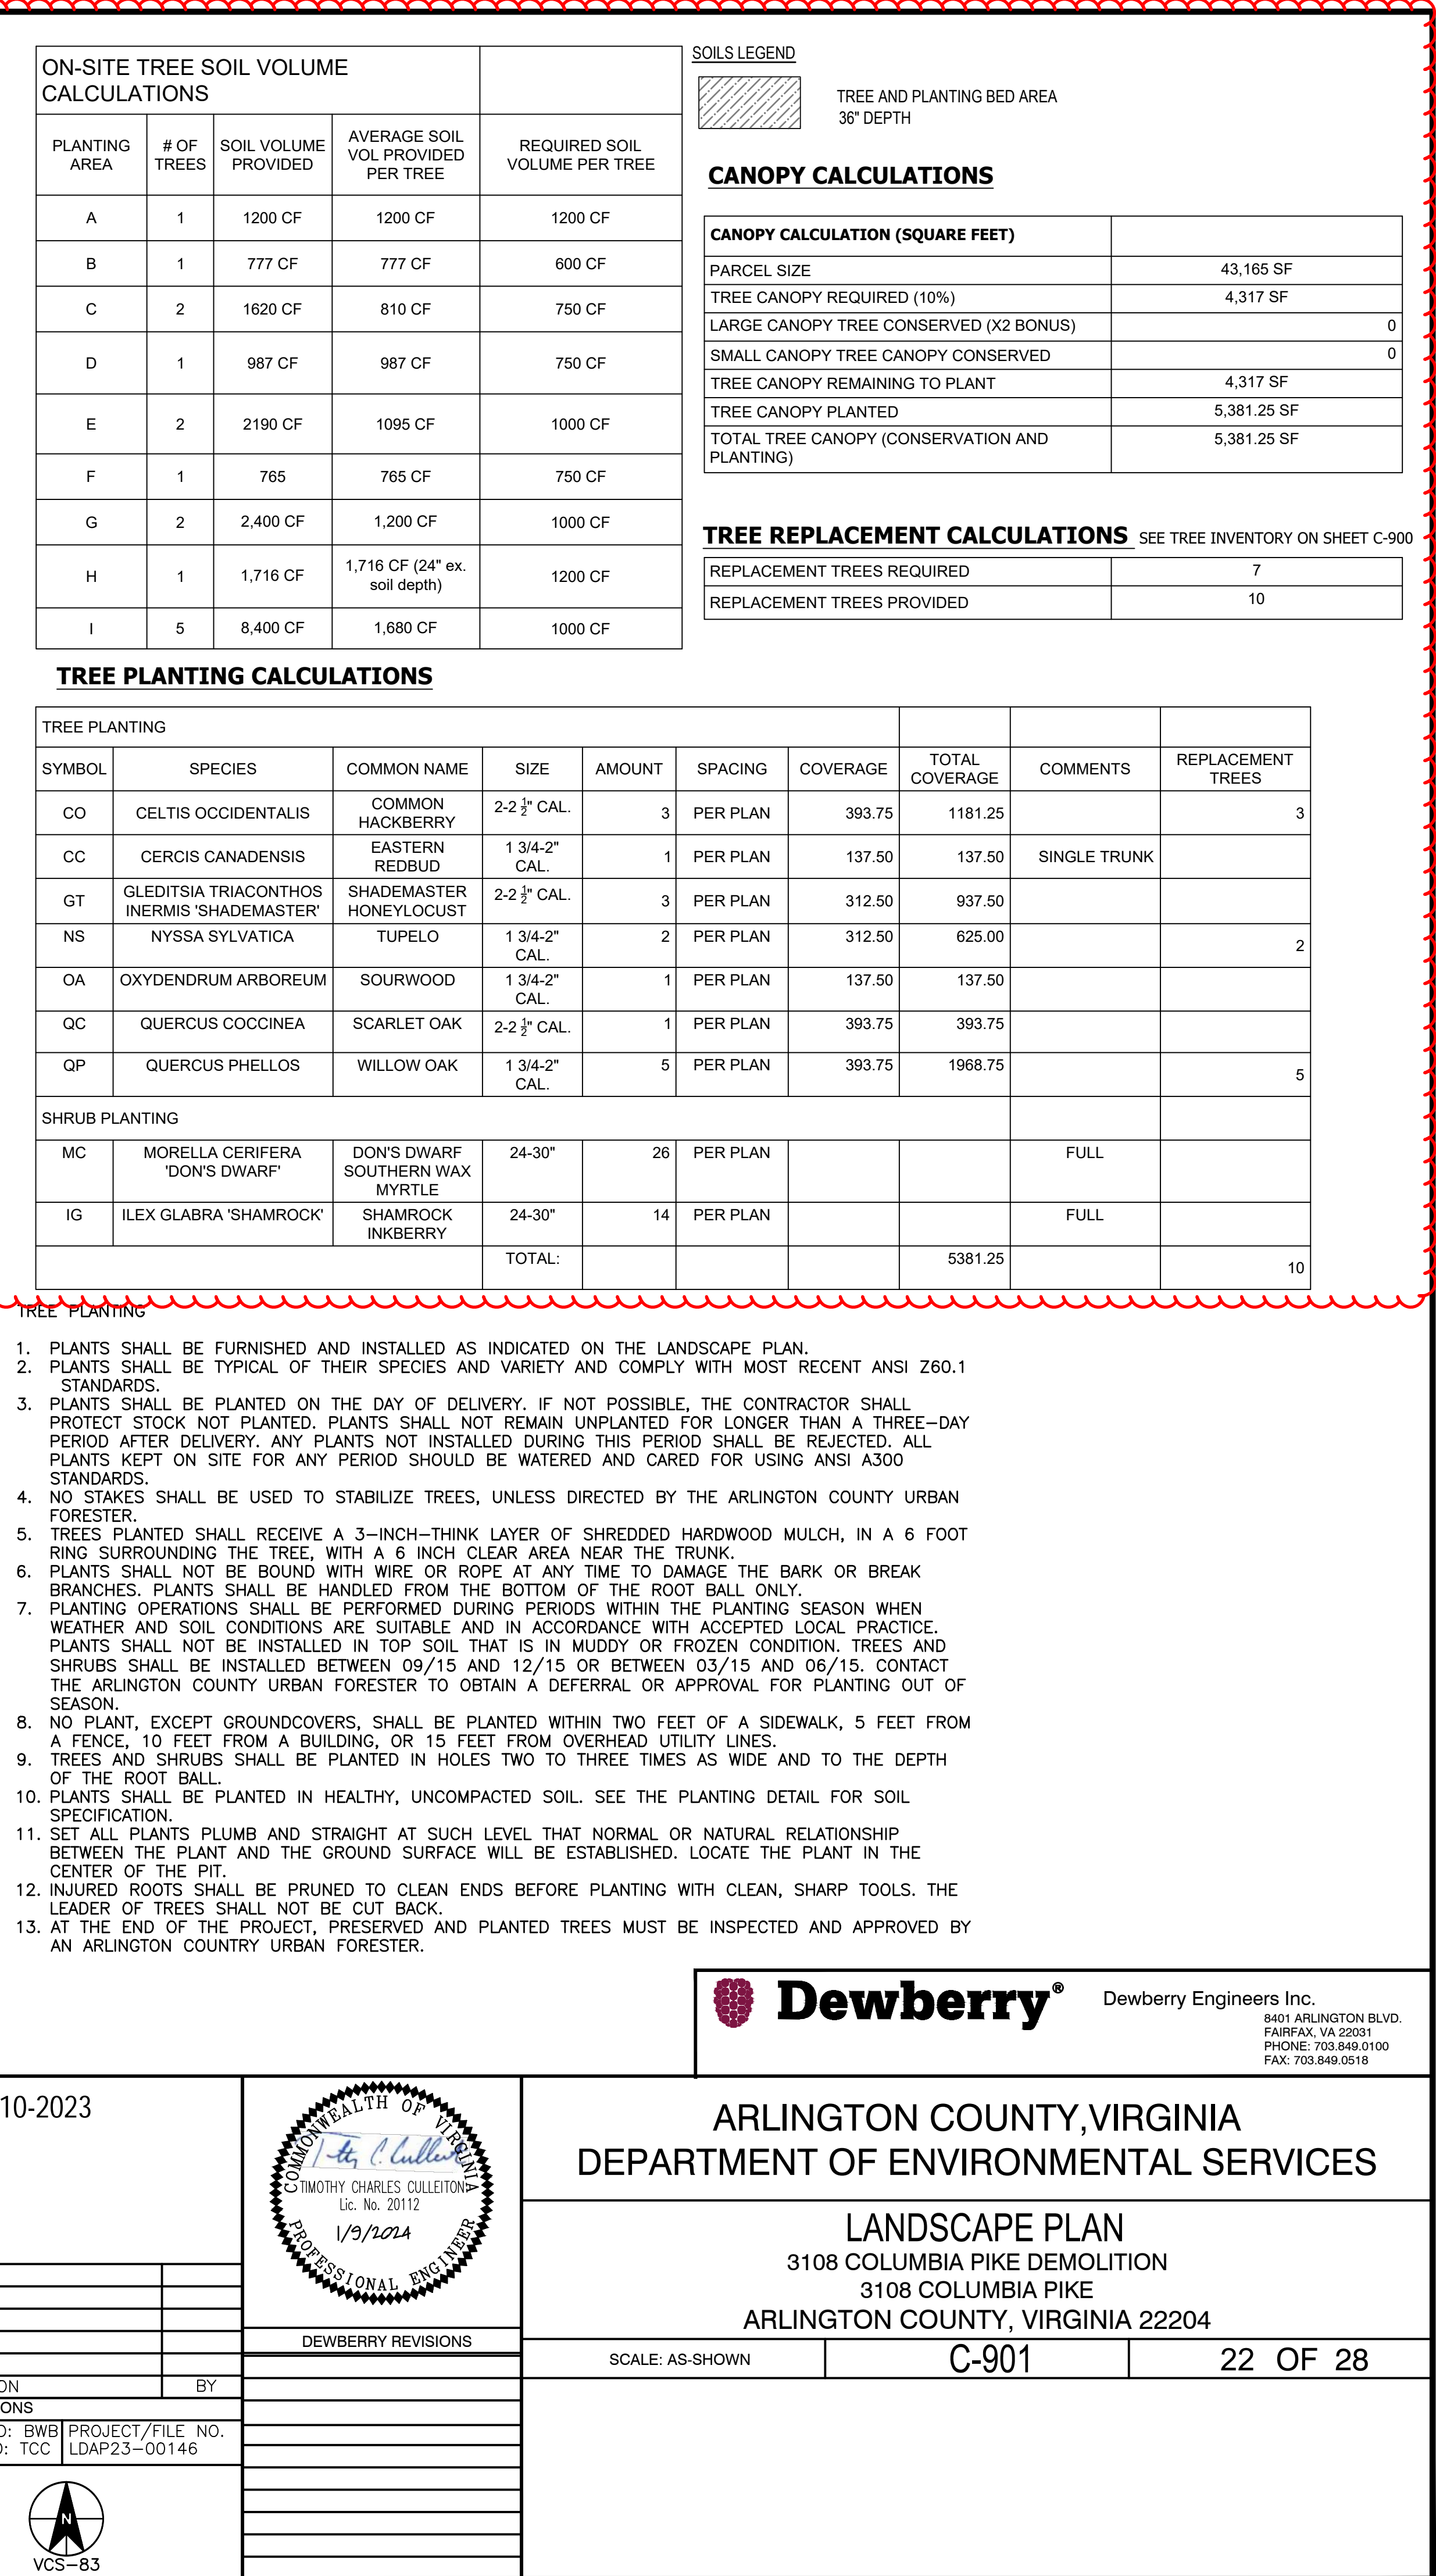 ON-SITE TREE SOIL VOLUME
CALCULATIONS
PLANTING AREA # OF TREES SOIL VOLUME PROVIDED AVERAGE SOIL VOL PROVIDED PER TREE REQUIRED SOIL VOLUME PER TREE
A 1 1200 CF 1200 CF 1200 CF
B 1 777 CF 777 CF 600 CF
C 2 1620 CF 810 CF 750 CF
D 1 987 CF 987 CF 750 CF
E 2 2190 CF 1095 CF 1000 CF
F 1 765 765 CF 750 CF
G 2 2,400 CF 1,200 CF 1000 CF
H 1 1,716 CF 1,716 CF (24" ex. soil depth) 1200 CF
I 5 8,400 CF 1,680 CF 1000 CF
SOILS LEGEND
TREE AND PLANTING BED AREA
36" DEPTH
CANOPY CALCULATIONS
CANOPY CALCULATION (SQUARE FEET)
PARCEL SIZE 43,165 SF
TREE CANOPY REQUIRED (10%) 4,317 SF
LARGE CANOPY TREE CONSERVED (X2 BONUS) 0
SMALL CANOPY TREE CANOPY CONSERVED 0
TREE CANOPY REMAINING TO PLANT 4,317 SF
TREE CANOPY PLANTED 5,381.25 SF
TOTAL TREE CANOPY (CONSERVATION AND PLANTING) 5,381.25 SF
TREE REPLACEMENT CALCULATIONS SEE TREE INVENTORY ON SHEET C-900
REPLACEMENT TREES REQUIRED 7
REPLACEMENT TREES PROVIDED 10
TREE PLANTING CALCULATIONS
TREE PLANTING
SYMBOL SPECIES COMMON NAME SIZE AMOUNT SPACING COVERAGE TOTAL COVERAGE COMMENTS REPLACEMENT TREES
CO CELTIS OCCIDENTALIS COMMON HACKBERRY 2-2 ½" CAL. 3 PER PLAN 393.75 1181.25 3
CC CERCIS CANADENSIS EASTERN REDBUD 1 3/4-2" CAL. 1 PER PLAN 137.50 137.50 SINGLE TRUNK
GT GLEDITSIA TRIACONTHOS INERMIS 'SHADEMASTER' SHADEMASTER HONEYLOCUST 2-2 ½" CAL. 3 PER PLAN 312.50 937.50
NS NYSSA SYLVATICA TUPELO 1 3/4-2" CAL. 2 PER PLAN 312.50 625.00 2
OA OXYDENDRUM ARBOREUM SOURWOOD 1 3/4-2" CAL. 1 PER PLAN 137.50 137.50
QC QUERCUS COCCINEA SCARLET OAK 2-2 ½" CAL. 1 PER PLAN 393.75 393.75
QP QUERCUS PHELLOS WILLOW OAK 1 3/4-2" CAL. 5 PER PLAN 393.75 1968.75 5
SHRUB PLANTING
MC MORELLA CERIFERA 'DON'S DWARF' DON'S DWARF SOUTHERN WAX MYRTLE 24-30" 26 PER PLAN FULL
IG ILEX GLABRA 'SHAMROCK' SHAMROCK INKBERRY 24-30" 14 PER PLAN FULL
TOTAL: 5381.25 10
TREE PLANTING
1. PLANTS SHALL BE FURNISHED AND INSTALLED AS INDICATED ON THE LANDSCAPE PLAN.
2. PLANTS SHALL BE TYPICAL OF THEIR SPECIES AND VARIETY AND COMPLY WITH MOST RECENT ANSI Z60.1
STANDARDS.
3. PLANTS SHALL BE PLANTED ON THE DAY OF DELIVERY. IF NOT POSSIBLE, THE CONTRACTOR SHALL
PROTECT STOCK NOT PLANTED. PLANTS SHALL NOT REMAIN UNPLANTED FOR LONGER THAN A THREE-DAY
PERIOD AFTER DELIVERY. ANY PLANTS NOT INSTALLED DURING THIS PERIOD SHALL BE REJECTED. ALL
PLANTS KEPT ON SITE FOR ANY PERIOD SHOULD BE WATERED AND CARED FOR USING ANSI A300
STANDARDS.
4. NO STAKES SHALL BE USED TO STABILIZE TREES, UNLESS DIRECTED BY THE ARLINGTON COUNTY URBAN
FORESTER.
5. TREES PLANTED SHALL RECEIVE A 3-INCH-THINK LAYER OF SHREDDED HARDWOOD MULCH, IN A 6 FOOT
RING SURROUNDING THE TREE, WITH A 6 INCH CLEAR AREA NEAR THE TRUNK.
6. PLANTS SHALL NOT BE BOUND WITH WIRE OR ROPE AT ANY TIME TO DAMAGE THE BARK OR BREAK
BRANCHES. PLANTS SHALL BE HANDLED FROM THE BOTTOM OF THE ROOT BALL ONLY.
7. PLANTING OPERATIONS SHALL BE PERFORMED DURING PERIODS WITHIN THE PLANTING SEASON WHEN
WEATHER AND SOIL CONDITIONS ARE SUITABLE AND IN ACCORDANCE WITH ACCEPTED LOCAL PRACTICE.
PLANTS SHALL NOT BE INSTALLED IN TOP SOIL THAT IS IN MUDDY OR FROZEN CONDITION. TREES AND
SHRUBS SHALL BE INSTALLED BETWEEN 09/15 AND 12/15 OR BETWEEN 03/15 AND 06/15. CONTACT
THE ARLINGTON COUNTY URBAN FORESTER TO OBTAIN A DEFERRAL OR APPROVAL FOR PLANTING OUT OF
SEASON.
8. NO PLANT, EXCEPT GROUNDCOVERS, SHALL BE PLANTED WITHIN TWO FEET OF A SIDEWALK, 5 FEET FROM
A FENCE, 10 FEET FROM A BUILDING, OR 15 FEET FROM OVERHEAD UTILITY LINES.
9. TREES AND SHRUBS SHALL BE PLANTED IN HOLES TWO TO THREE TIMES AS WIDE AND TO THE DEPTH
OF THE ROOT BALL.
10. PLANTS SHALL BE PLANTED IN HEALTHY, UNCOMPACTED SOIL. SEE THE PLANTING DETAIL FOR SOIL
SPECIFICATION.
11. SET ALL PLANTS PLUMB AND STRAIGHT AT SUCH LEVEL THAT NORMAL OR NATURAL RELATIONSHIP
BETWEEN THE PLANT AND THE GROUND SURFACE WILL BE ESTABLISHED. LOCATE THE PLANT IN THE
CENTER OF THE PIT.
12. INJURED ROOTS SHALL BE PRUNED TO CLEAN ENDS BEFORE PLANTING WITH CLEAN, SHARP TOOLS. THE
LEADER OF TREES SHALL NOT BE CUT BACK.
13. AT THE END OF THE PROJECT, PRESERVED AND PLANTED TREES MUST BE INSPECTED AND APPROVED BY
AN ARLINGTON COUNTRY URBAN FORESTER.
Dewberry® Dewberry Engineers Inc.
8401 ARLINGTON BLVD.
FAIRFAX, VA 22031
PHONE: 703.849.0100
FAX: 703.849.0518
10-2023
COMMONWEALTH OF VIRGINIA
TIMOTHY CHARLES CULLEITON
Lic. No. 20112
1/9/2024
PROFESSIONAL ENGINEER
ARLINGTON COUNTY,VIRGINIA
DEPARTMENT OF ENVIRONMENTAL SERVICES
LANDSCAPE PLAN
3108 COLUMBIA PIKE DEMOLITION
3108 COLUMBIA PIKE
ARLINGTON COUNTY, VIRGINIA 22204
SCALE: AS-SHOWN C-901 22 OF 28
DEWBERRY REVISIONS
ON BY
ONS
D: BWB PROJECT/FILE NO.
D: TCC LDAP23-00146
N
VCS-83